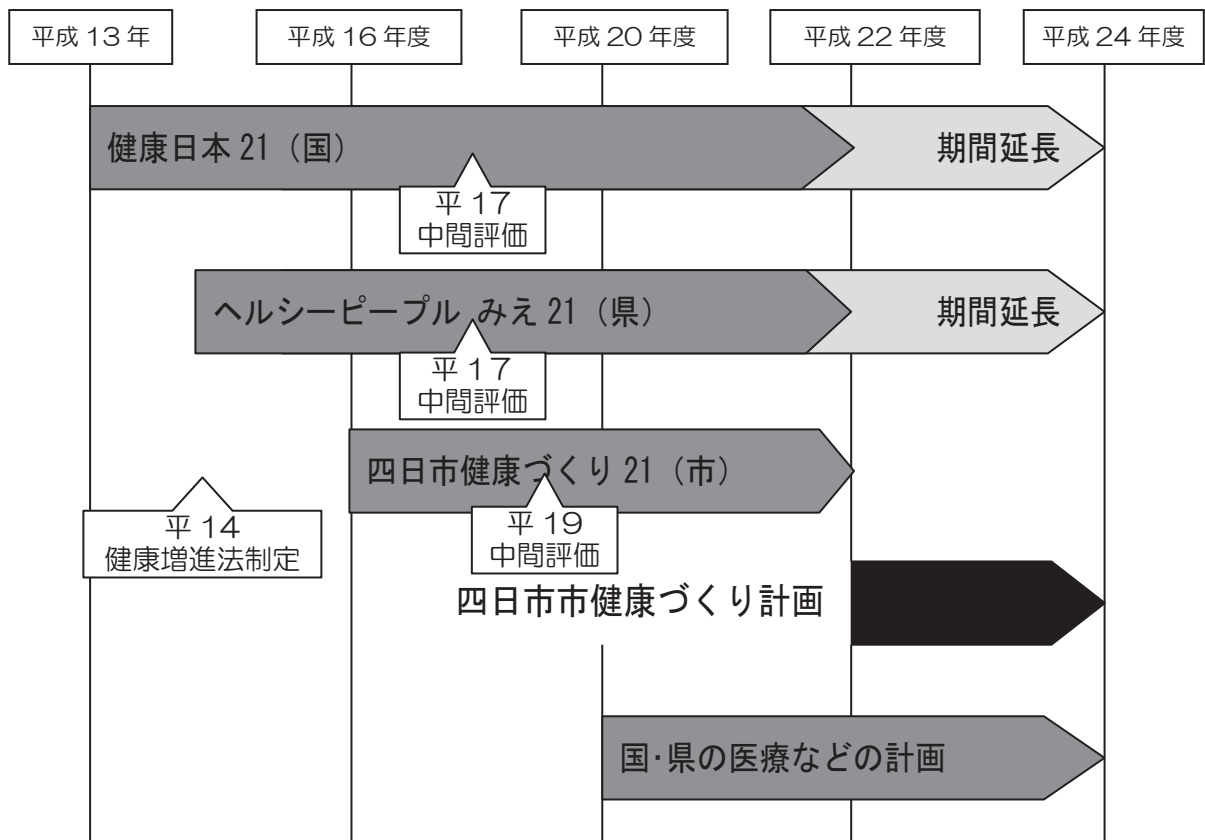 平成 13 年
平成 16 年度
平成 20 年度
平成 22 年度
平成 24 年度
健康日本 21（国）
期間延長
平 17
中間評価
ヘルシーピープル みえ 21（県）
期間延長
平 17
中間評価
四日市健康づくり 21（市）
平 14
健康増進法制定
平 19
中間評価
四日市市健康づくり計画
国･県の医療などの計画